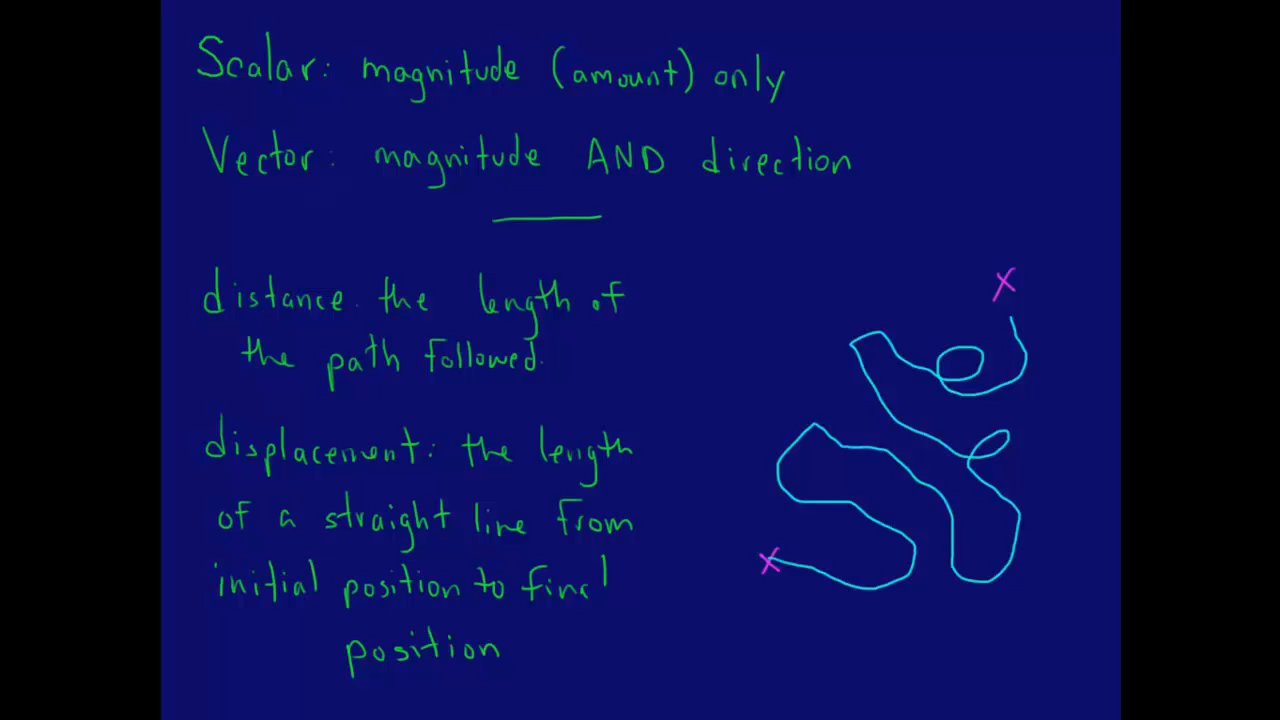 Scalar: magnitude (amount) only
Vector: magnitude AND direction
distance. the length of
the path followed.
displacement: the length
of a straight line from
initial position to final
position
X
X